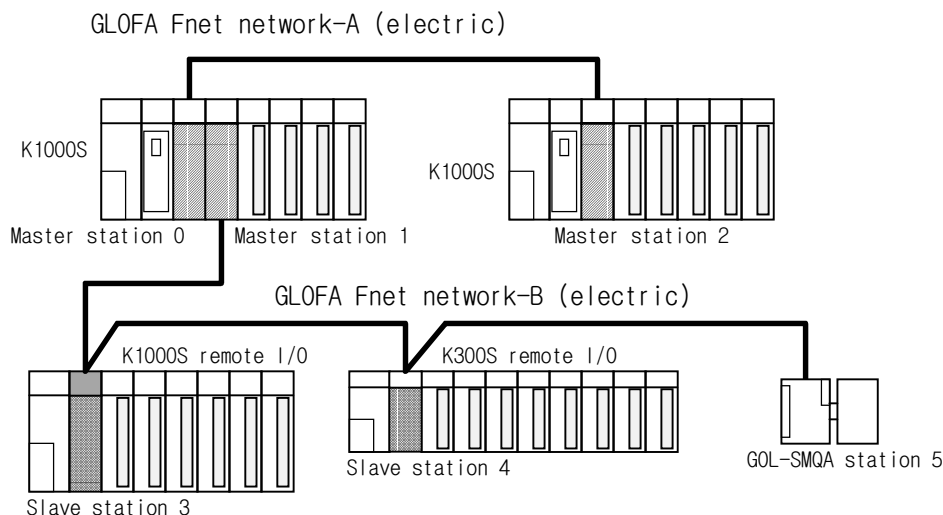 GLOFA Fnet network-A (electric)
K1000S
K1000S
Master station 0
Master station 1
Master station 2
GLOFA Fnet network-B (electric)
K1000S remote I/O
K300S remote I/O
Slave station 4
GOL-SMQA station 5
Slave station 3